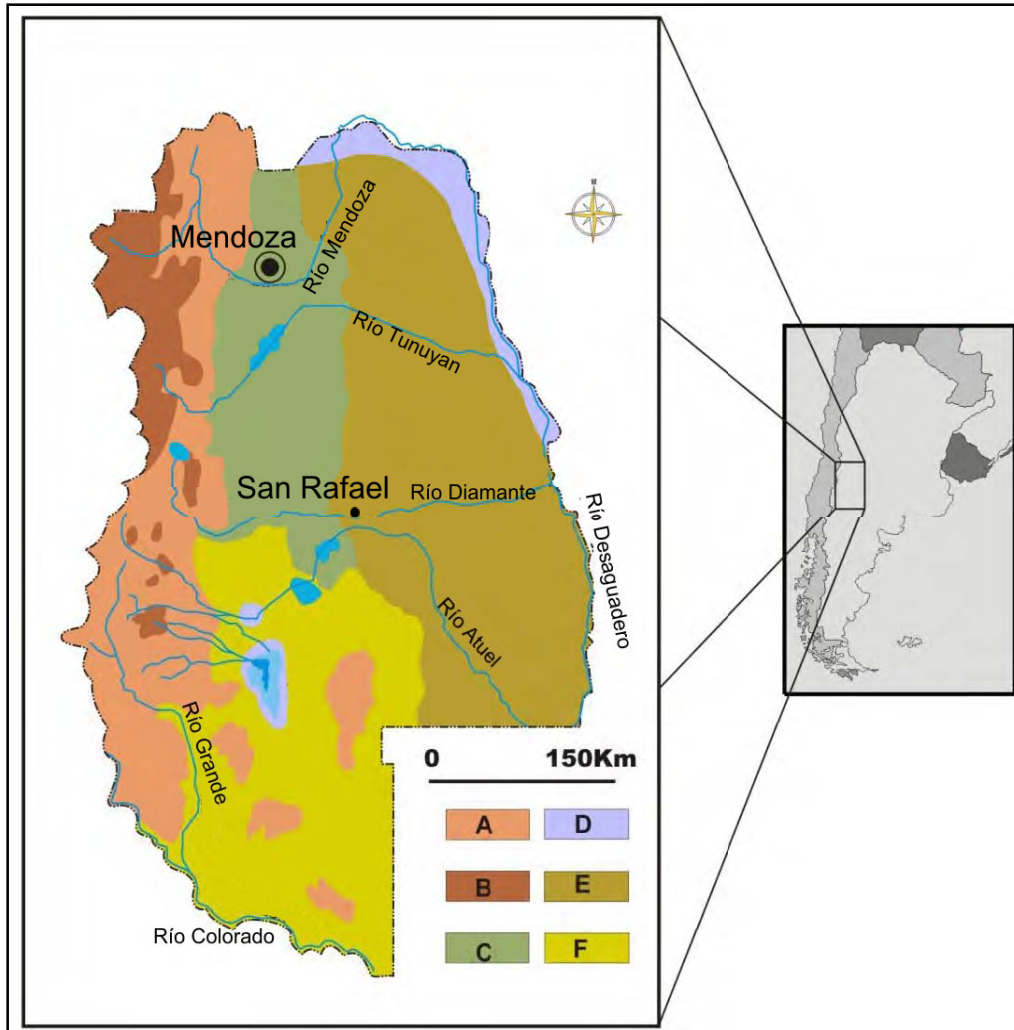 N
Mendoza
Río Mendoza
Río Tunuyan
San Rafael
Río Diamante
Río Desaguadero
Río Atuel
Río Grande
Río Colorado
0 150Km
A D
B E
C F